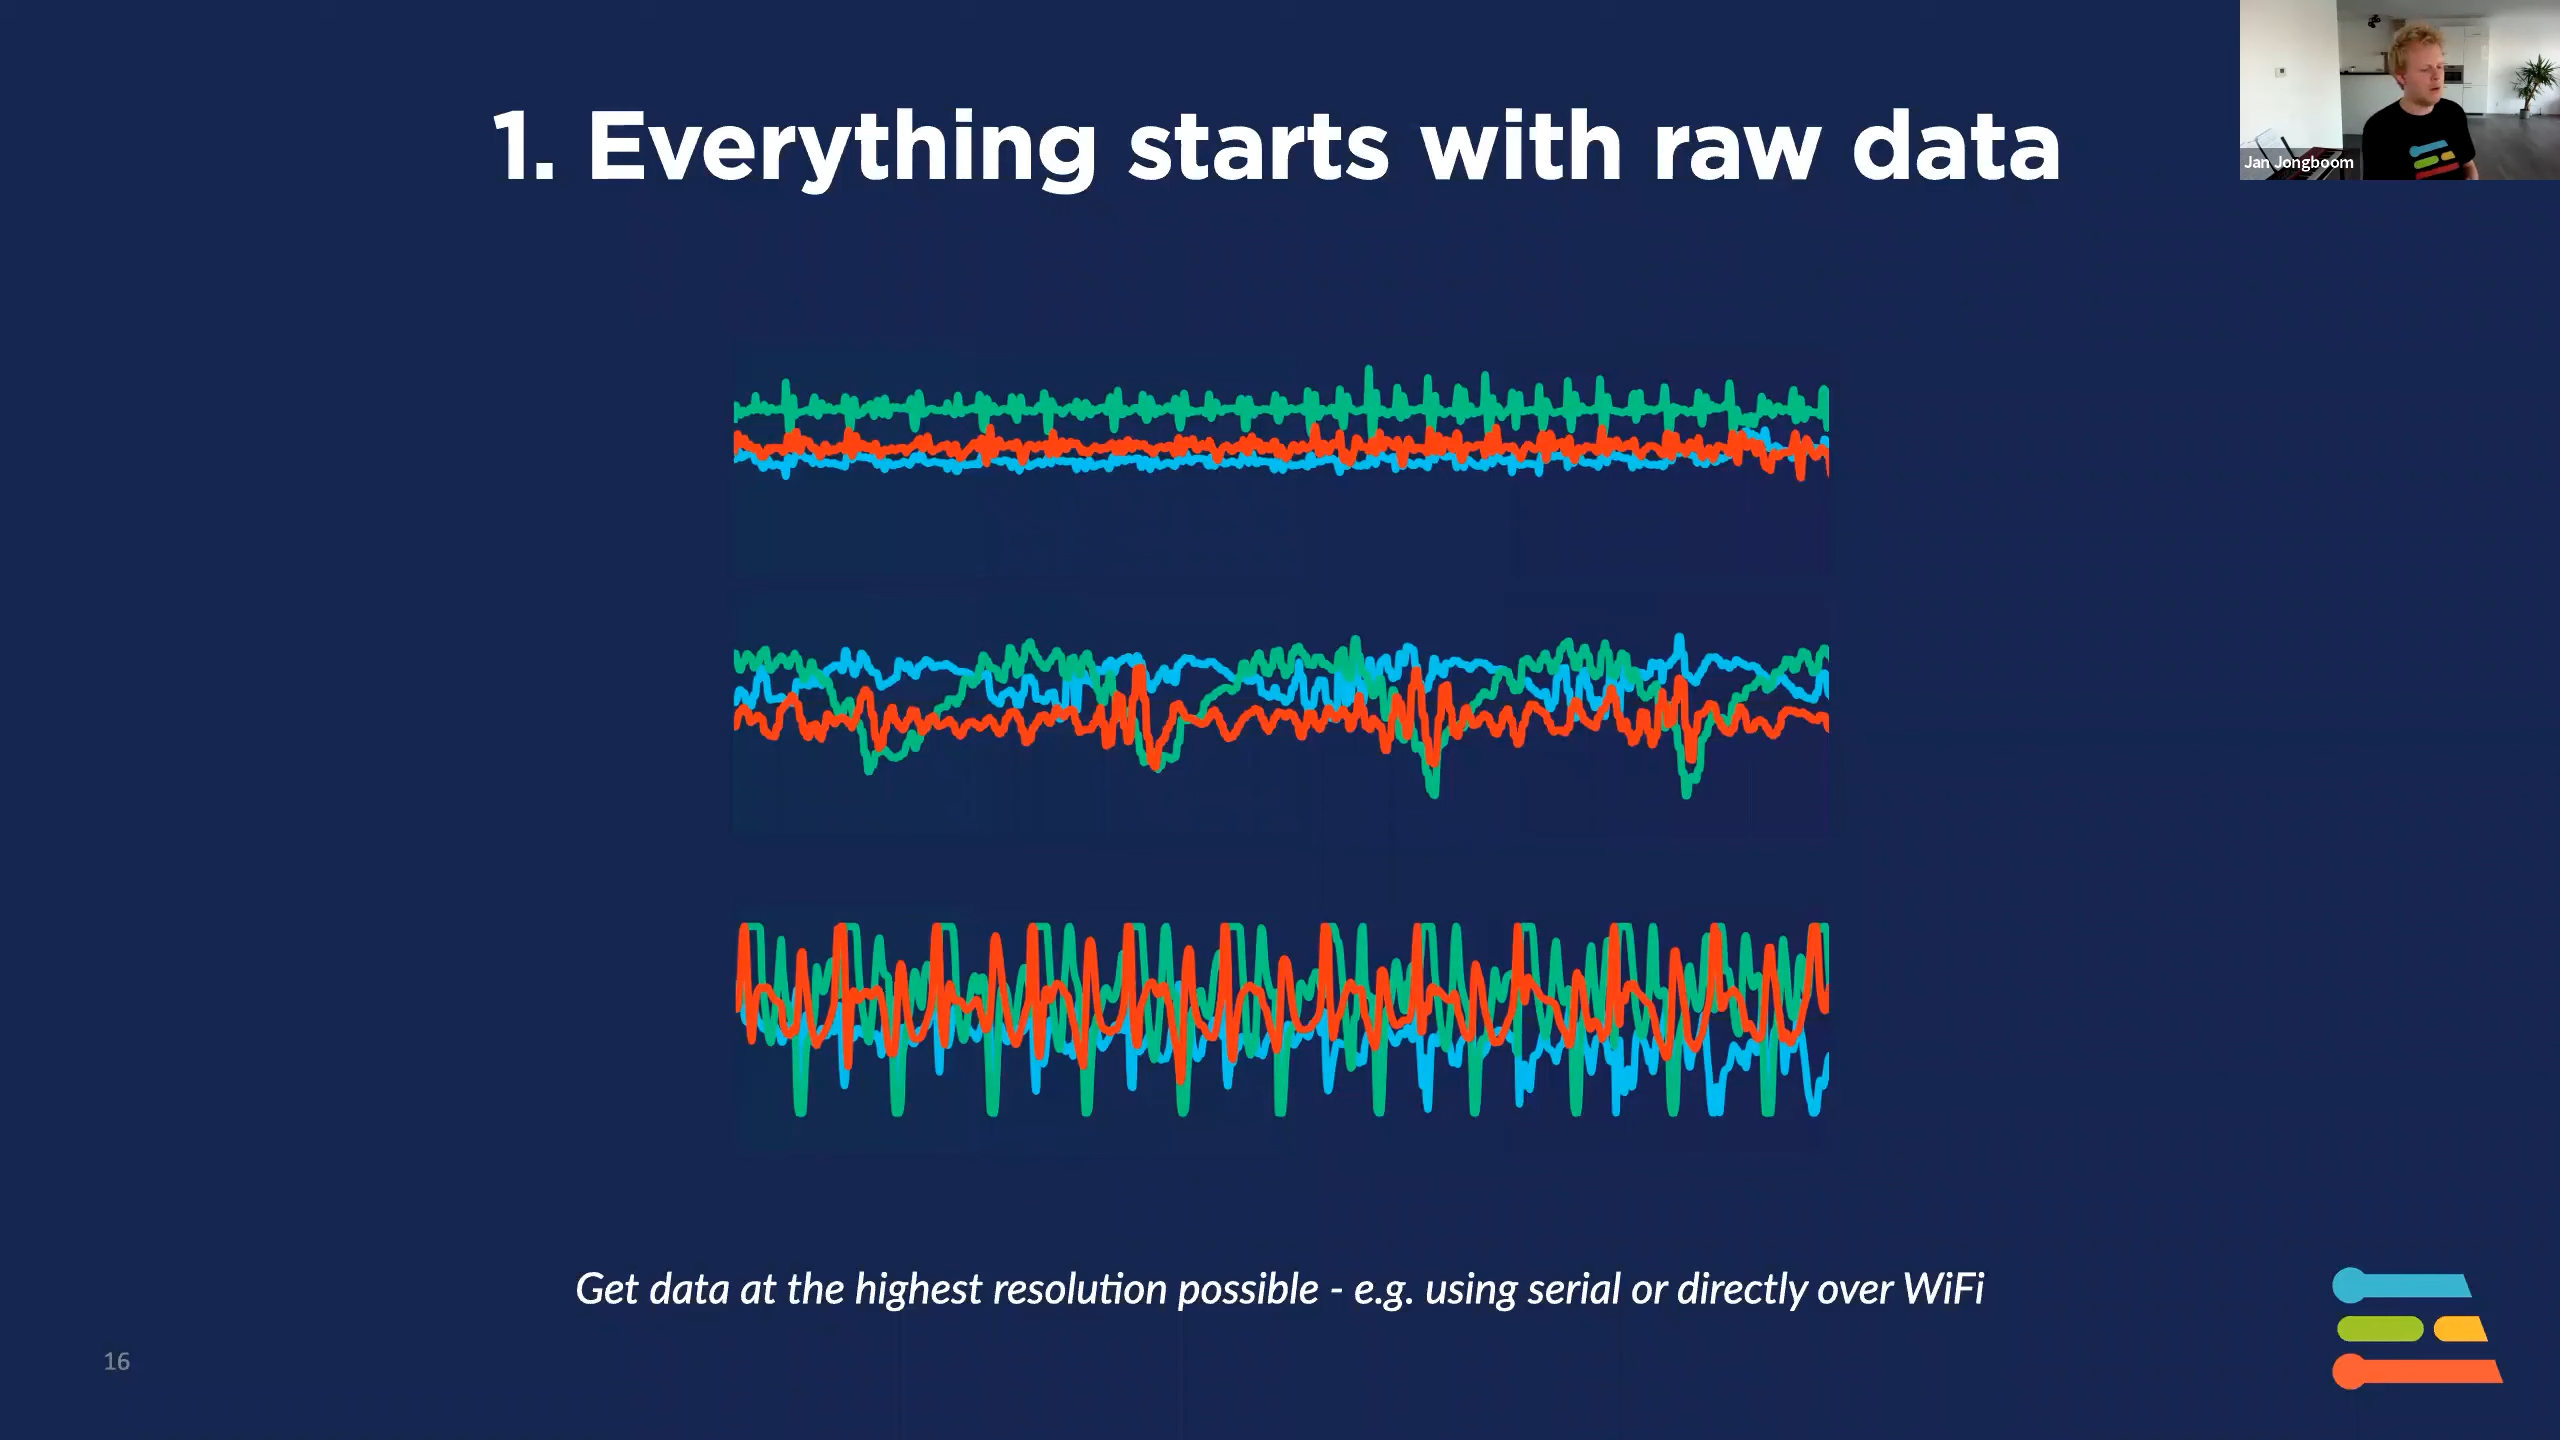 1. Everything starts with raw data
Jan Jongboom
Get data at the highest resolution possible - e.g. using serial or directly over WiFi
16